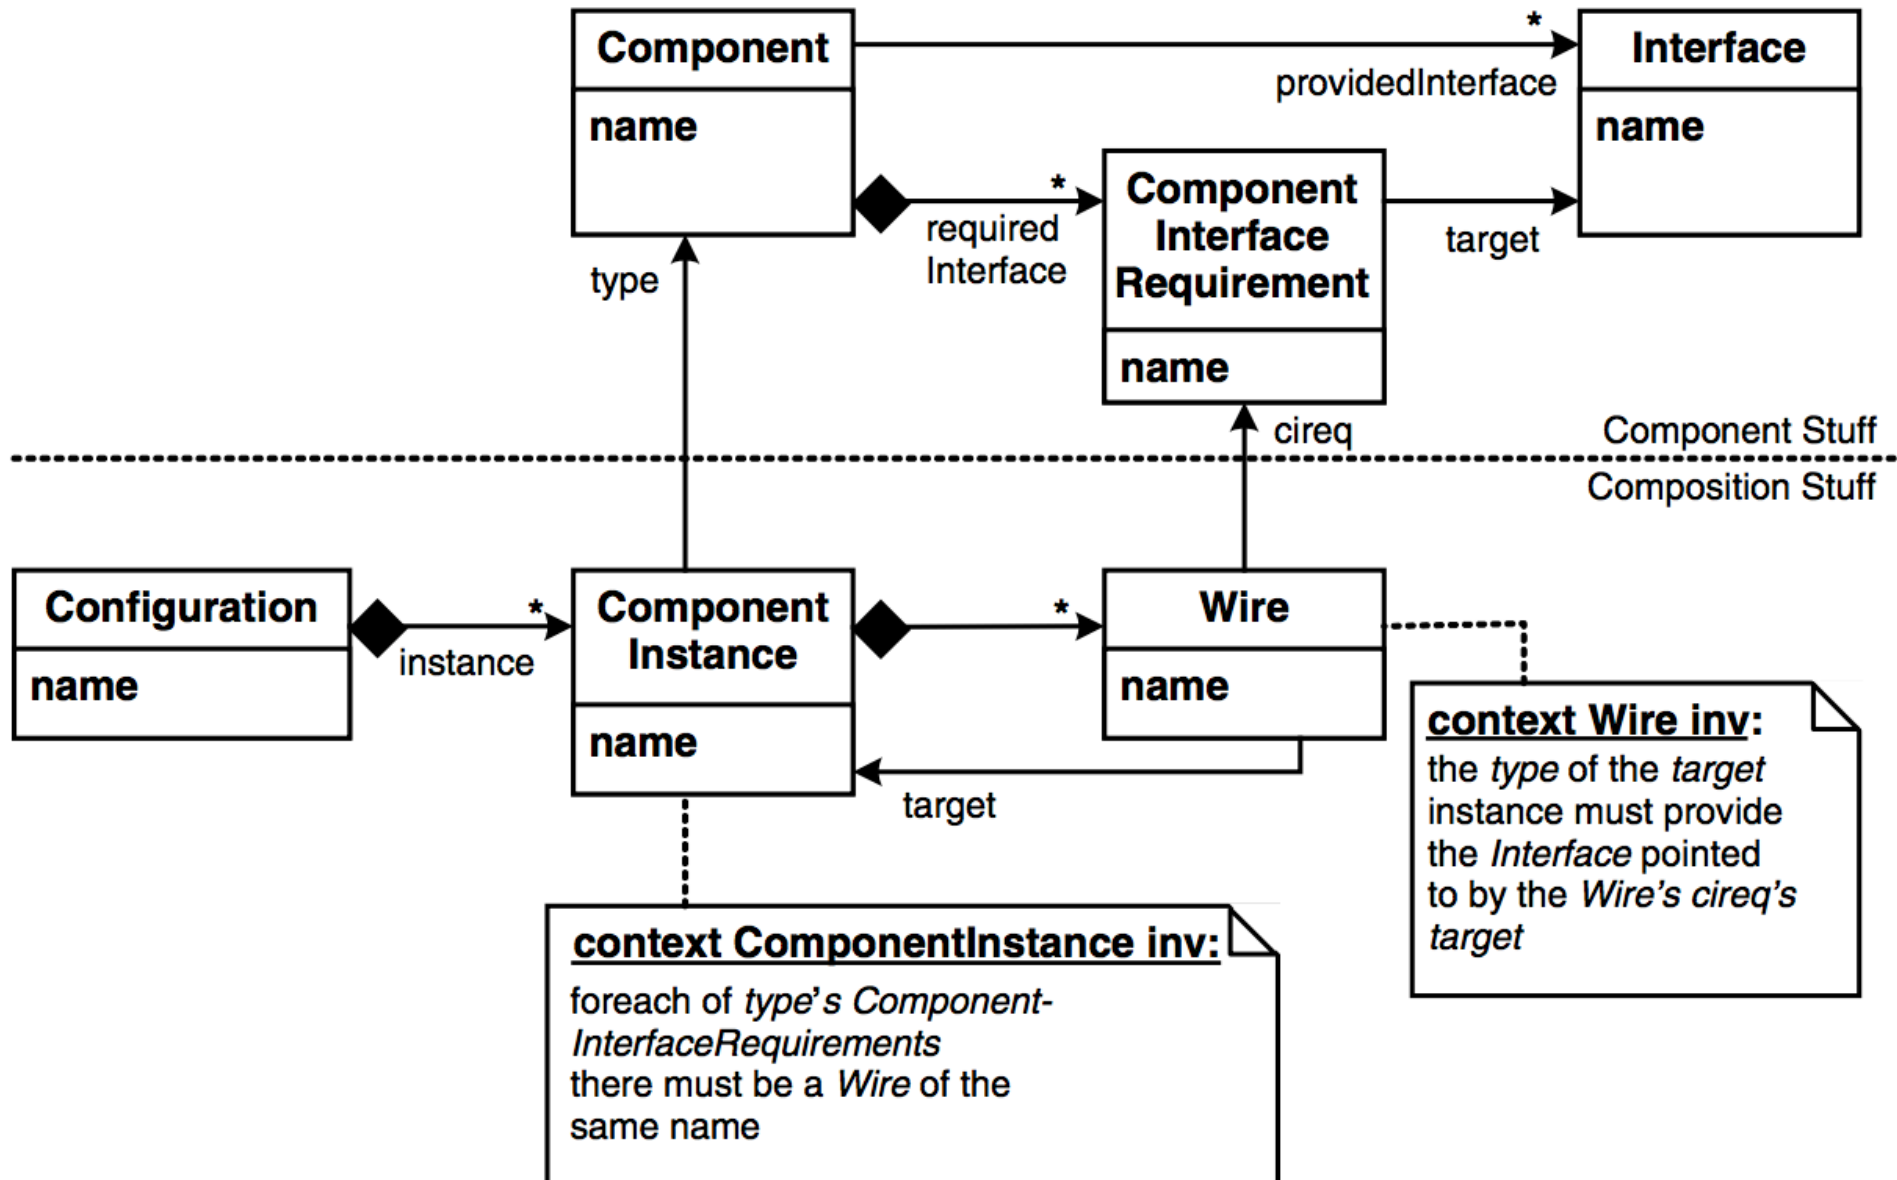 Component
*
Interface
providedInterface
name
name
*
required
Interface
Component
Interface
Requirement
target
type
name
cireq
Component Stuff
Composition Stuff
Configuration
*
instance
name
Component
Instance
*
Wire
name
name
target
context Wire inv:
the type of the target
instance must provide
the Interface pointed
to by the Wire's cireq's
target
context ComponentInstance inv:
foreach of type's Component-
InterfaceRequirements
there must be a Wire of the
same name